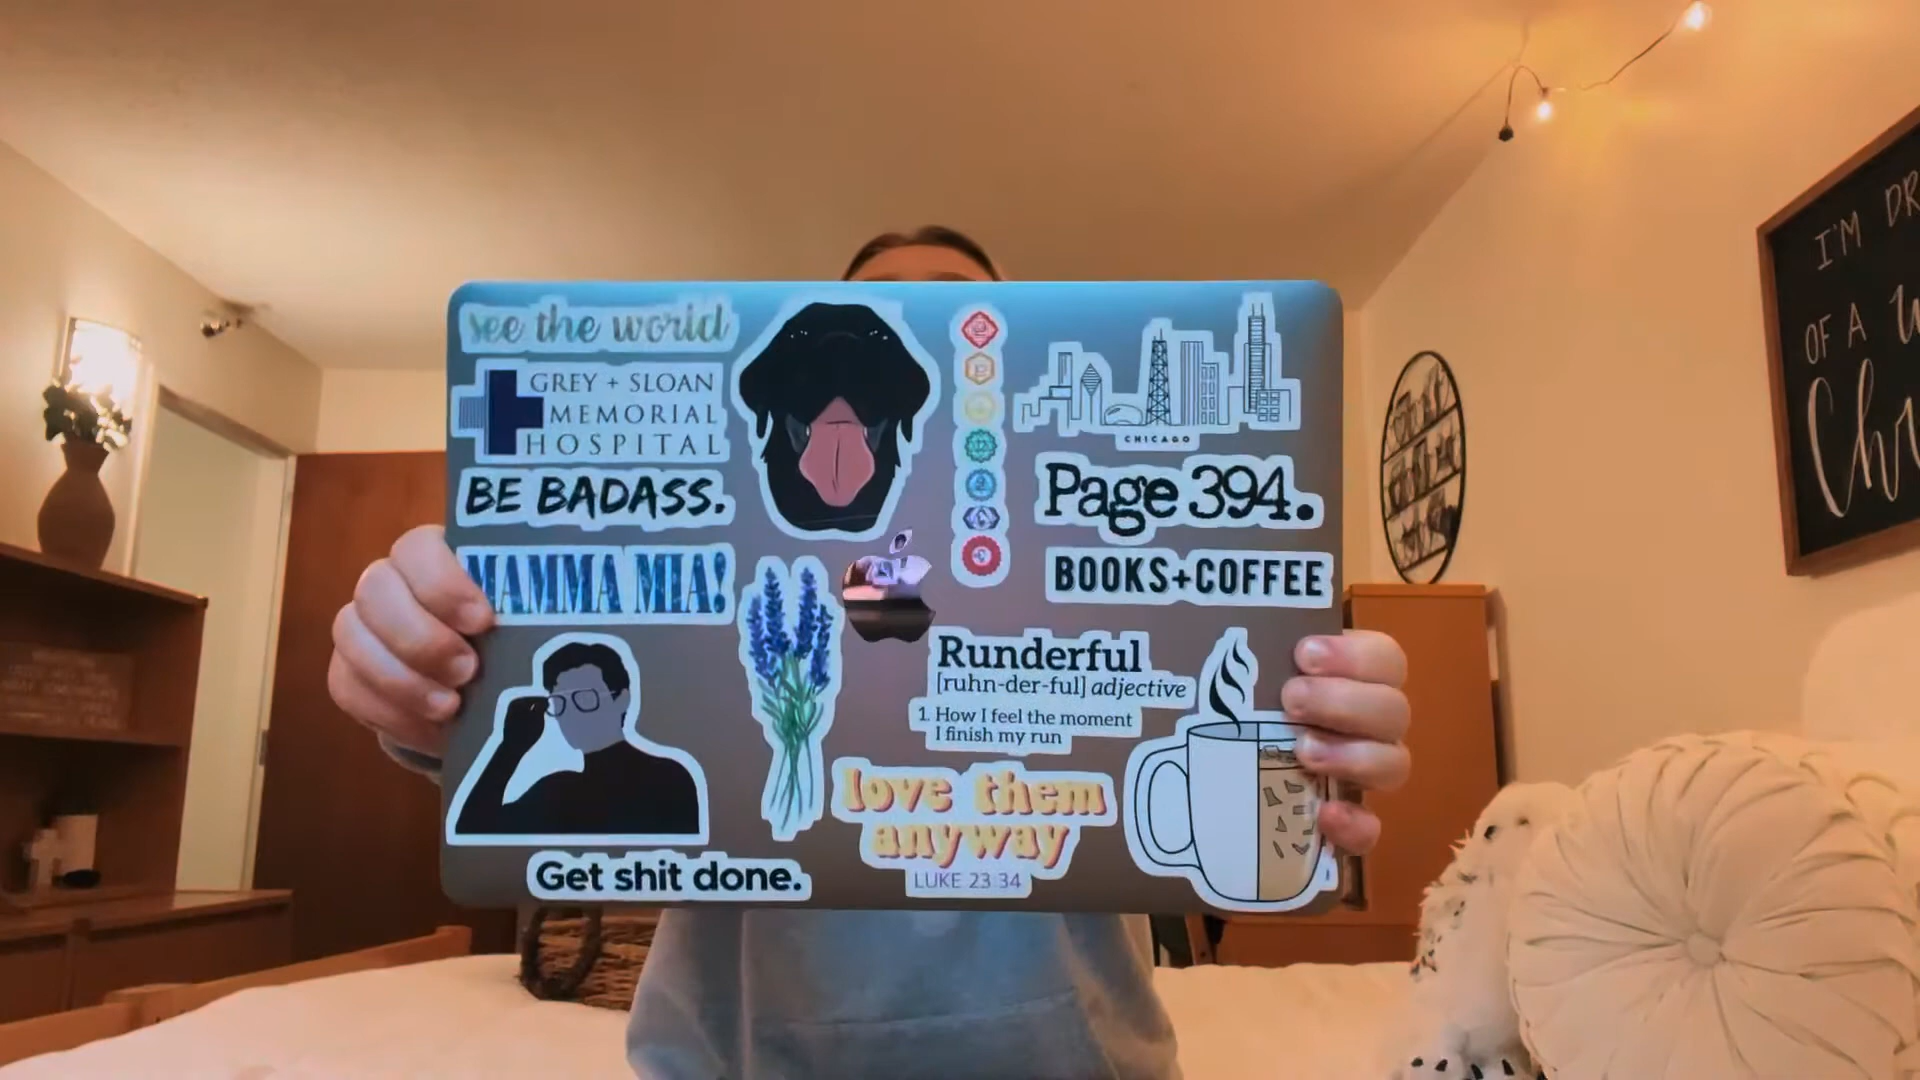 see the world
GREY + SLOAN
MEMORIAL
HOSPITAL
BE BADASS.
MAMMA MIA!
Get shit done.
CHICAGO
Page 394.
BOOKS+COFFEE
Runderful
[ruhn-der-ful] adjective
1. How I feel the moment
I finish my run
love them
anyway
LUKE 23:34
I'M DR
OF A W
Chr